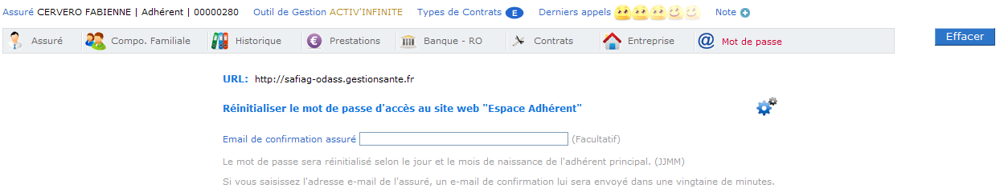 Assuré CERVERO FABIENNE | Adhérent | 00000280 Outil de Gestion ACTIV'INFINITE Types de Contrats E Derniers appels Note
Assuré Compo. Familiale Historique Prestations Banque - RO Contrats Entreprise @ Mot de passe Effacer
URL: http://safiag-odass.gestionsante.fr
Réinitialiser le mot de passe d'accès au site web "Espace Adhérent"
Email de confirmation assuré (Facultatif)
Le mot de passe sera réinitialisé selon le jour et le mois de naissance de l'adhérent principal. (JJMM)
Si vous saisissez l'adresse e-mail de l'assuré, un e-mail de confirmation lui sera envoyé dans une vingtaine de minutes.